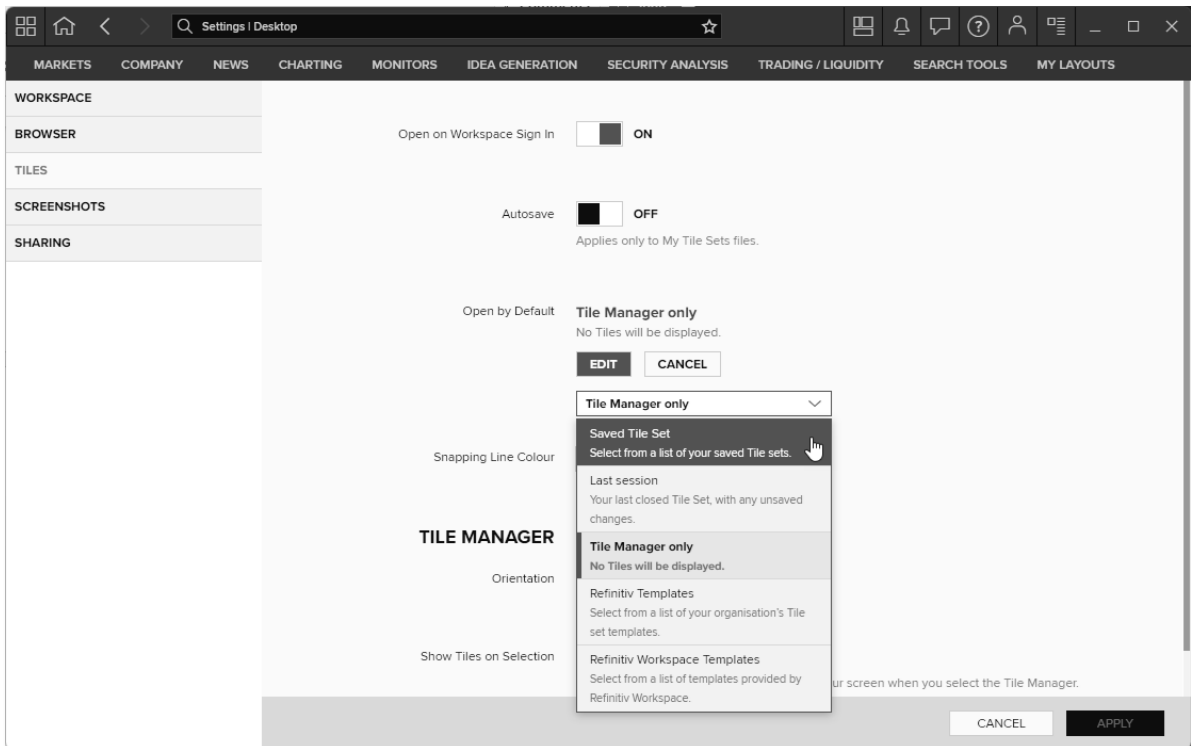 Settings | Desktop
MARKETS COMPANY NEWS CHARTING MONITORS IDEA GENERATION SECURITY ANALYSIS TRADING / LIQUIDITY SEARCH TOOLS MY LAYOUTS
WORKSPACE
BROWSER
TILES
SCREENSHOTS
SHARING
Open on Workspace Sign In ON
Autosave OFF
Applies only to My Tile Sets files.
Open by Default Tile Manager only
No Tiles will be displayed.
EDIT CANCEL
Tile Manager only
Saved Tile Set
Select from a list of your saved Tile sets.
Snapping Line Colour
Last session
Your last closed Tile Set, with any unsaved
changes.
TILE MANAGER
Tile Manager only
No Tiles will be displayed.
Orientation
Refinitiv Templates
Select from a list of your organisation's Tile
set templates.
Show Tiles on Selection
Refinitiv Workspace Templates
Select from a list of templates provided by
Refinitiv Workspace.
ur screen when you select the Tile Manager.
CANCEL APPLY